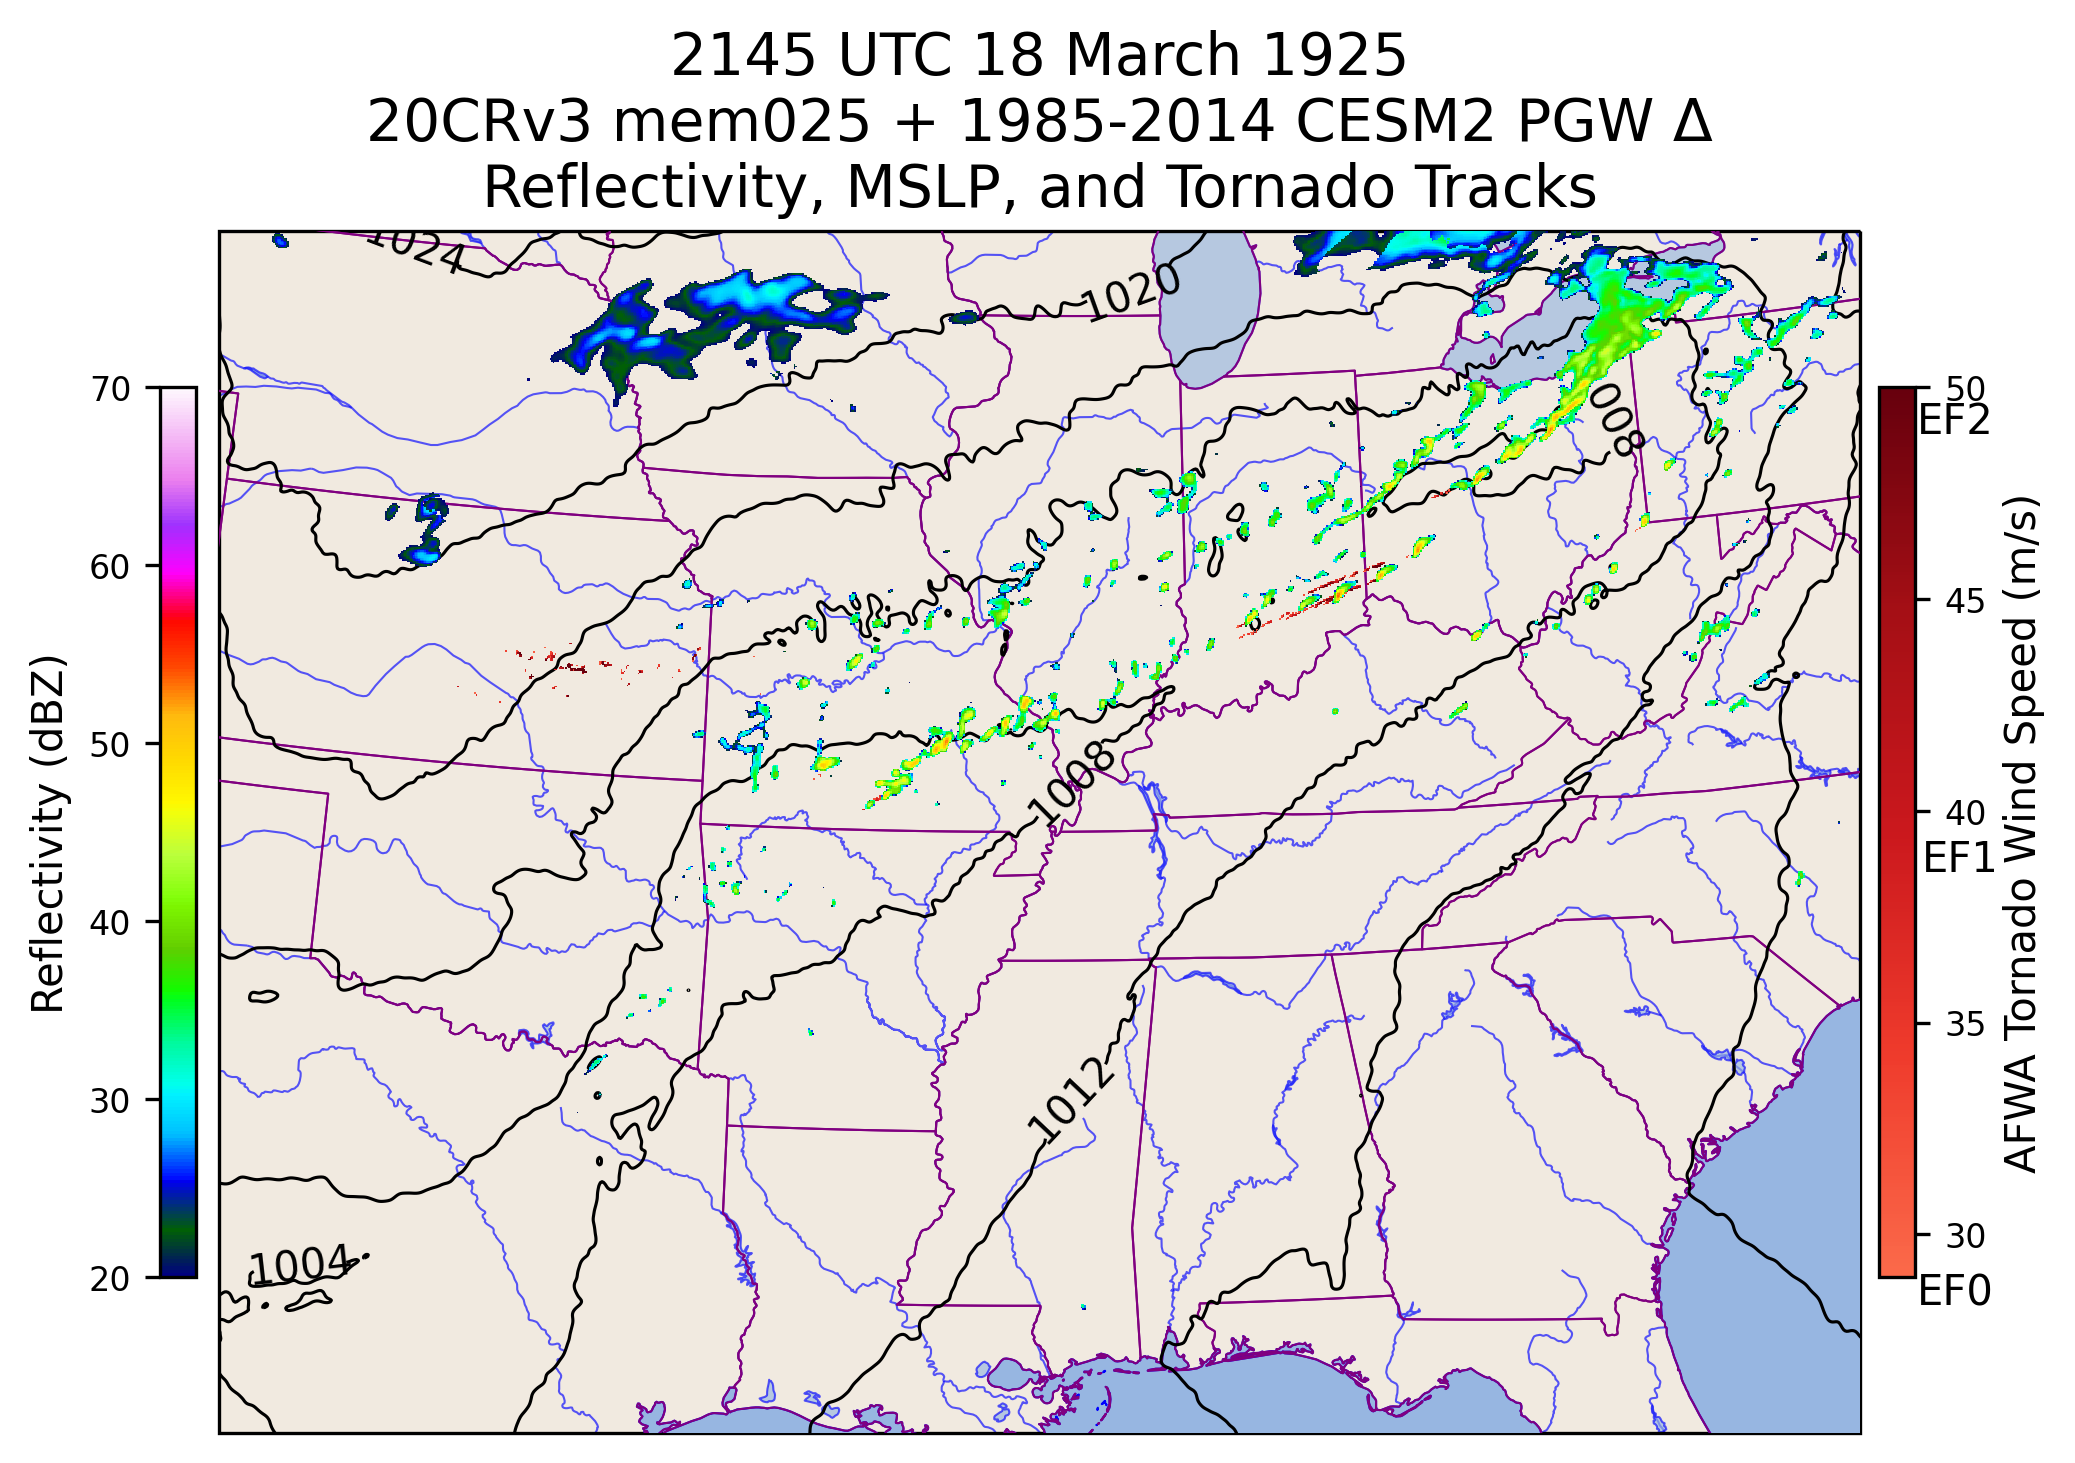 2145 UTC 18 March 1925
20CRv3 mem025 + 1985-2014 CESM2 PGW Δ
Reflectivity, MSLP, and Tornado Tracks
1024
1020
1008
1008
1012
1004
70
60
50
40
30
20
Reflectivity (dBZ)
50
EF2
45
40
EF1
35
30
EF0
AFWA Tornado Wind Speed (m/s)